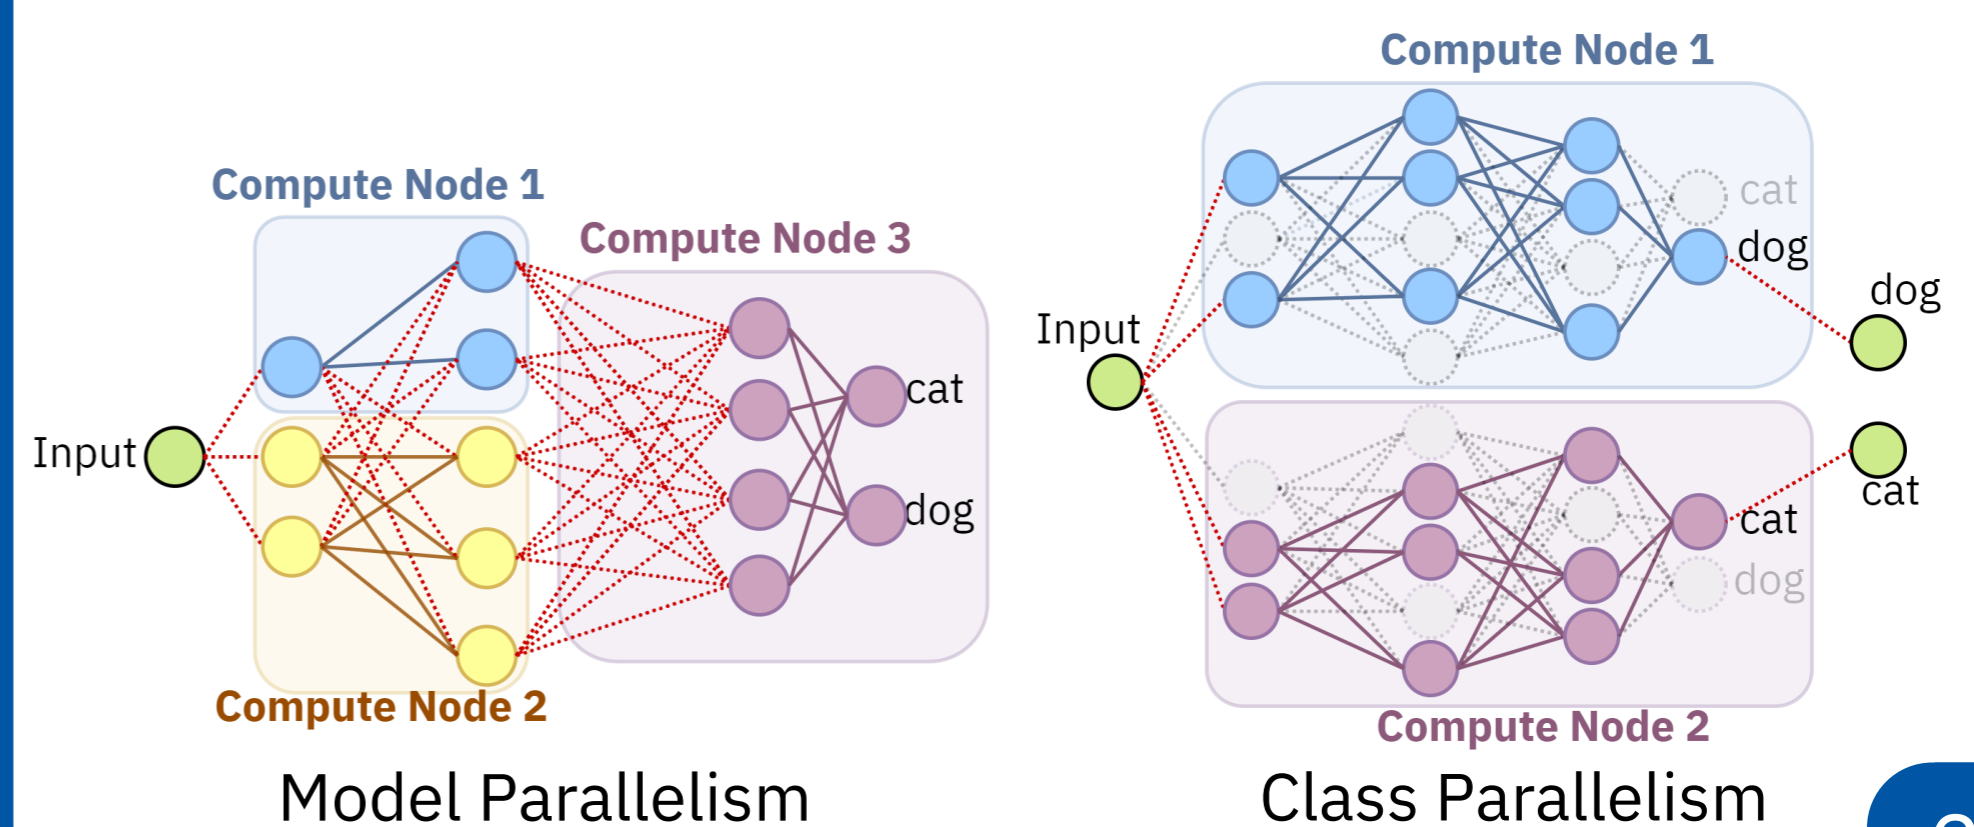 Compute Node 1
Compute Node 3
cat
dog
Input
Compute Node 2
Model Parallelism
Compute Node 1
cat
dog
dog
Input
cat
cat
dog
Compute Node 2
Class Parallelism